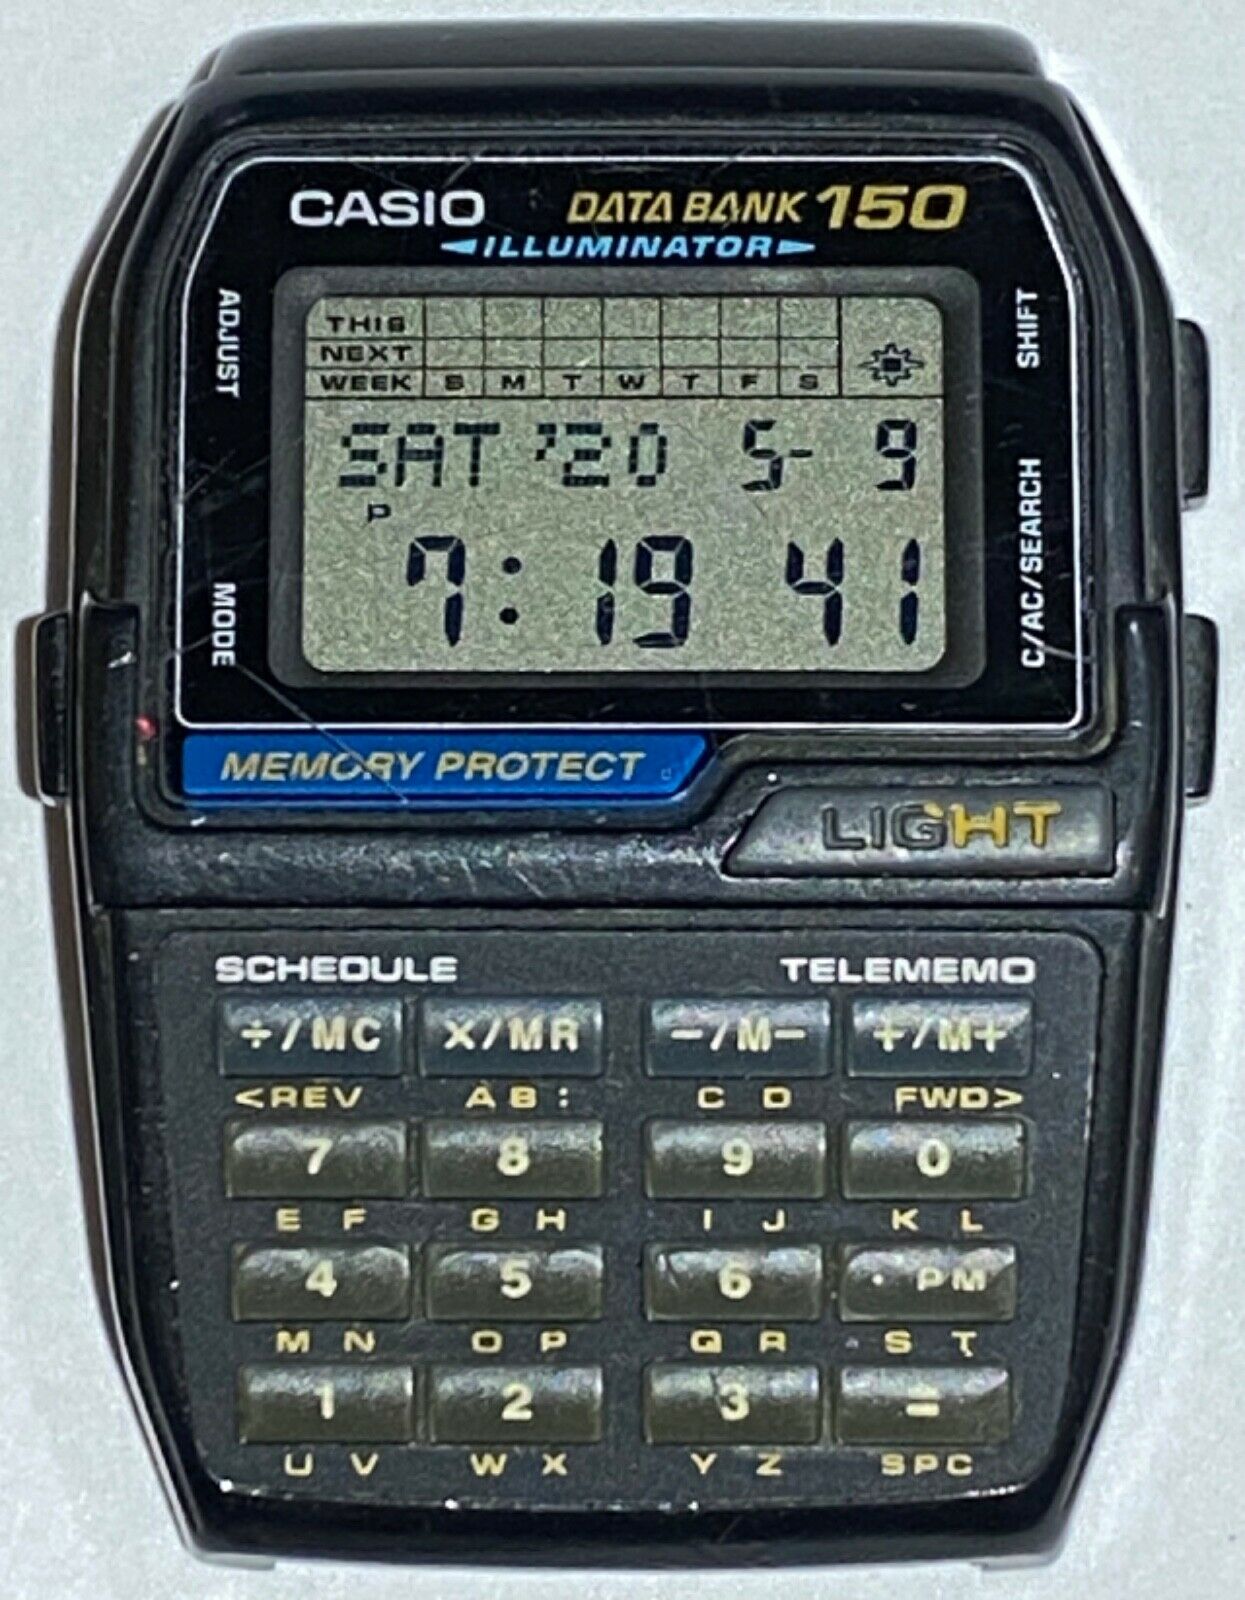 CASIO DATA BANK 150
ILLUMINATOR
ADJUST
SHIFT
THIS
NEXT
WEEK S M T W T F S
SAT '20 5- 9
P
7:19 41
MODE
C/AC/SEARCH
MEMORY PROTECT
LIGHT
SCHEDULE TELEMEMO
÷/MC X/MR -/M- +/M+
<REV AB: C D FWD>
7 8 9 0
E F G H I J K L
4 5 6 · PM
M N O P Q R S T
1 2 3 =
U V W X Y Z SPC